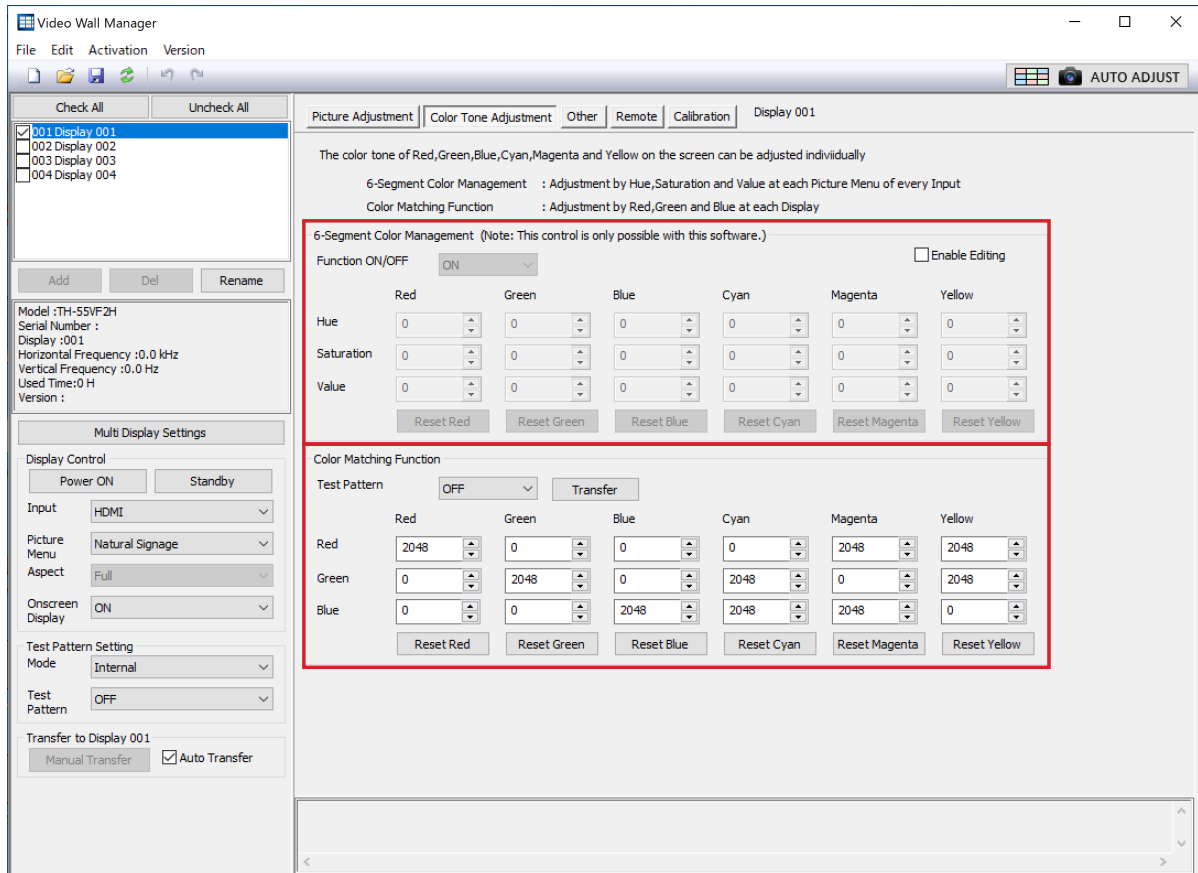 Video Wall Manager
File Edit Activation Version
AUTO ADJUST
Check All Uncheck All
001 Display 001
002 Display 002
003 Display 003
004 Display 004
Add Del Rename
Model :TH-55VF2H
Serial Number :
Display :001
Horizontal Frequency :0.0 kHz
Vertical Frequency :0.0 Hz
Used Time:0 H
Version :
Multi Display Settings
Display Control
Power ON Standby
Input HDMI
Picture Menu Natural Signage
Aspect Full
Onscreen Display ON
Test Pattern Setting
Mode Internal
Test Pattern OFF
Transfer to Display 001
Manual Transfer Auto Transfer
Picture Adjustment Color Tone Adjustment Other Remote Calibration Display 001
The color tone of Red,Green,Blue,Cyan,Magenta and Yellow on the screen can be adjusted indiviidually
6-Segment Color Management : Adjustment by Hue,Saturation and Value at each Picture Menu of every Input
Color Matching Function : Adjustment by Red,Green and Blue at each Display
6-Segment Color Management (Note: This control is only possible with this software.)
Function ON/OFF ON Enable Editing
Red Green Blue Cyan Magenta Yellow
Hue 0 0 0 0 0 0
Saturation 0 0 0 0 0 0
Value 0 0 0 0 0 0
Reset Red Reset Green Reset Blue Reset Cyan Reset Magenta Reset Yellow
Color Matching Function
Test Pattern OFF Transfer
Red Green Blue Cyan Magenta Yellow
Red 2048 0 0 0 2048 2048
Green 0 2048 0 2048 0 2048
Blue 0 0 2048 2048 2048 0
Reset Red Reset Green Reset Blue Reset Cyan Reset Magenta Reset Yellow